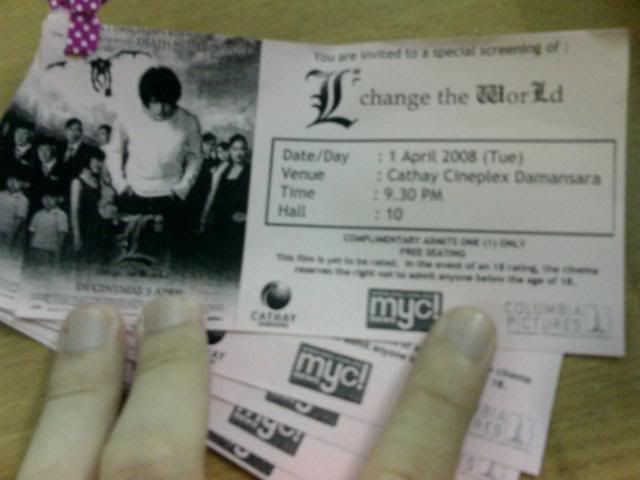 DEATH NOTE
IN CINEMAS 3 APRIL
You are invited to a special screening of :
L change the WorLd
Date/Day : 1 April 2008 (Tue)
Venue : Cathay Cineplex Damansara
Time : 9.30 PM
Hall : 10
COMPLIMENTARY ADMITS ONE (1) ONLY
FREE SEATING
This film is yet to be rated. In the event of an 18 rating, the cinema
reserves the right not to admit anyone below the age of 18.
CATHAY
myc!
COLUMBIA
PICTURES
myc!
myc!